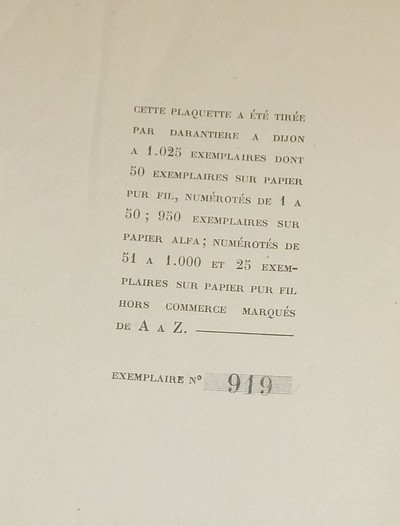 CETTE PLAQUETTE A ÉTÉ TIRÉE
PAR DARANTIERE A DIJON
A 1.025 EXEMPLAIRES DONT
50 EXEMPLAIRES SUR PAPIER
PUR FIL, NUMÉROTÉS DE 1 A
50 ; 950 EXEMPLAIRES SUR
PAPIER ALFA ; NUMÉROTÉS DE
51 A 1.000 ET 25 EXEM-
PLAIRES SUR PAPIER PUR FIL
HORS COMMERCE MARQUÉS
DE A A Z.
EXEMPLAIRE Nº 919